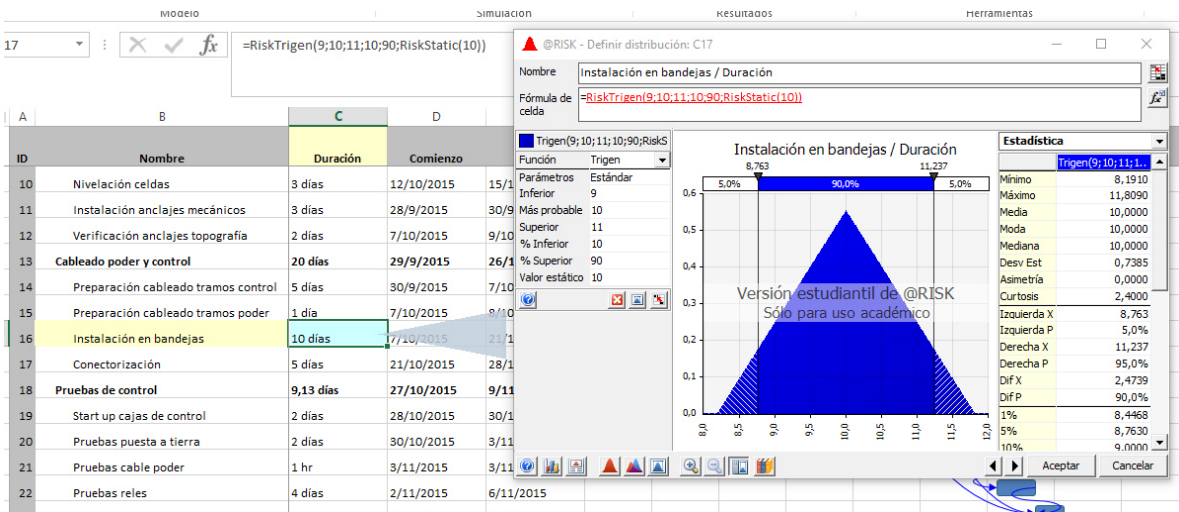 Modelo Simulación Resultados Herramientas
17 fx =RiskTrigen(9;10;11;10;90;RiskStatic(10))
A B C D
ID Nombre Duración Comienzo
10 Nivelación celdas 3 días 12/10/2015 15/1
11 Instalación anclajes mecánicos 3 días 28/9/2015 30/9
12 Verificación anclajes topografía 2 días 7/10/2015 9/10
13 Cableado poder y control 20 días 29/9/2015 26/1
14 Preparación cableado tramos control 5 días 30/9/2015 7/10
15 Preparación cableado tramos poder 1 día 7/10/2015 8/10
16 Instalación en bandejas 10 días 7/10/2015 21/1
17 Conectorización 5 días 21/10/2015 28/1
18 Pruebas de control 9,13 días 27/10/2015 9/11
19 Start up cajas de control 2 días 28/10/2015 30/1
20 Pruebas puesta a tierra 2 días 30/10/2015 3/11
21 Pruebas cable poder 1 hr 3/11/2015 3/11
22 Pruebas reles 4 días 2/11/2015 6/11/2015
@RISK - Definir distribución: C17
Nombre Instalación en bandejas / Duración
Fórmula de celda =RiskTrigen(9;10;11;10;90;RiskStatic(10))
Trigen(9;10;11;10;90;RiskS
Función Trigen
Parámetros Estándar
Inferior 9
Más probable 10
Superior 11
% Inferior 10
% Superior 90
Valor estático 10
Instalación en bandejas / Duración
8,763 11,237
5,0% 90,0% 5,0%
0,6
0,5
0,4
0,3
0,2
0,1
0,0
8,0 8,5 9,0 9,5 10,0 10,5 11,0 11,5 12,0
Versión estudiantil de @RISK
Sólo para uso académico
Estadística
Trigen(9;10;11;1..
Mínimo 8,1910
Máximo 11,8090
Media 10,0000
Moda 10,0000
Mediana 10,0000
Desv Est 0,7385
Asimetría 0,0000
Curtosis 2,4000
Izquierda X 8,763
Izquierda P 5,0%
Derecha X 11,237
Derecha P 95,0%
Dif X 2,4739
Dif P 90,0%
1% 8,4468
5% 8,7630
10% 9,0000
Aceptar Cancelar